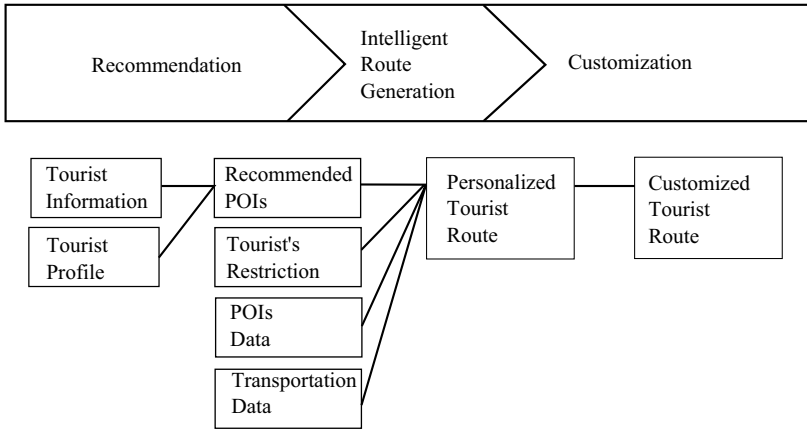 Recommendation
Intelligent
Route
Generation
Customization
Tourist
Information
Tourist
Profile
Recommended
POIs
Tourist's
Restriction
POIs
Data
Transportation
Data
Personalized
Tourist
Route
Customized
Tourist
Route